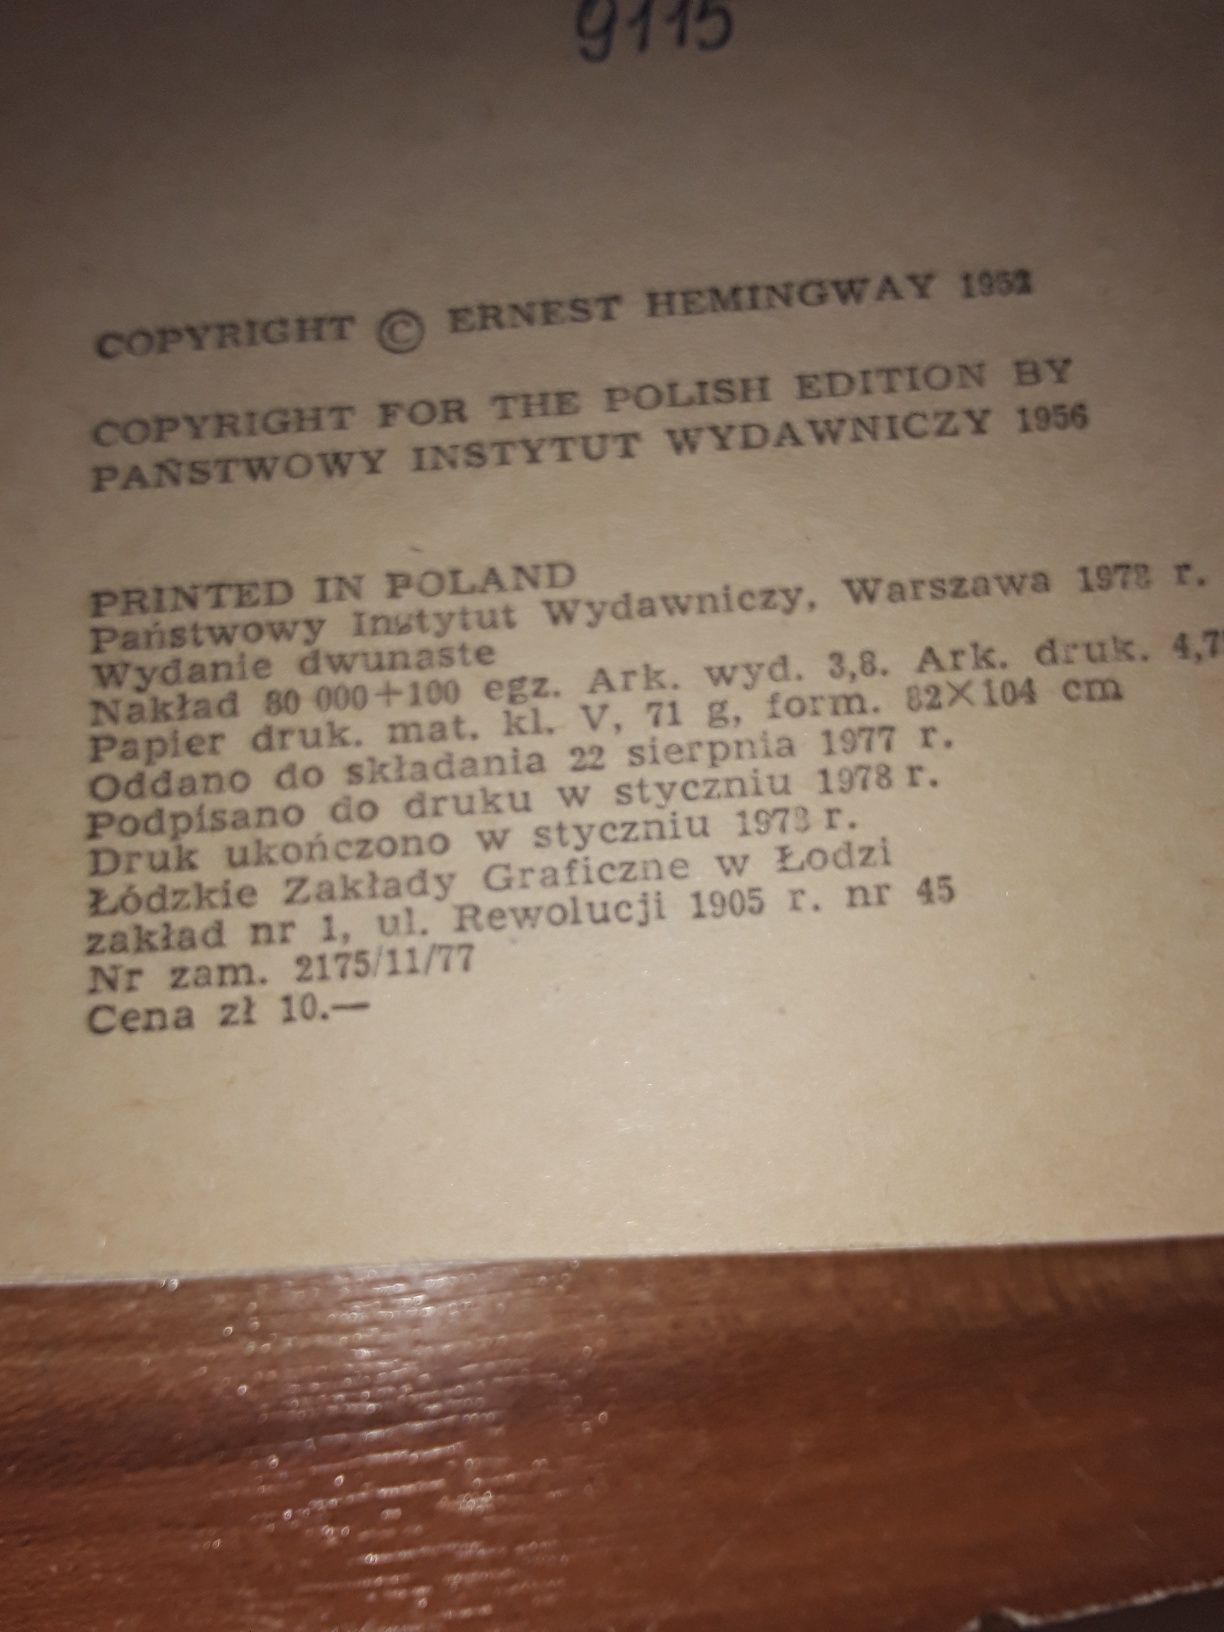 9115
COPYRIGHT © ERNEST HEMINGWAY 1952
COPYRIGHT FOR THE POLISH EDITION BY
PAŃSTWOWY INSTYTUT WYDAWNICZY 1956
PRINTED IN POLAND
Państwowy Instytut Wydawniczy, Warszawa 1978 r.
Wydanie dwunaste
Nakład 80 000+100 egz. Ark. wyd. 3,8. Ark. druk. 4,7
Papier druk. mat. kl. V, 71 g, form. 82×104 cm
Oddano do składania 22 sierpnia 1977 r.
Podpisano do druku w styczniu 1978 r.
Druk ukończono w styczniu 1978 r.
Łódzkie Zakłady Graficzne w Łodzi
zakład nr 1, ul. Rewolucji 1905 r. nr 45
Nr zam. 2175/11/77
Cena zł 10.—